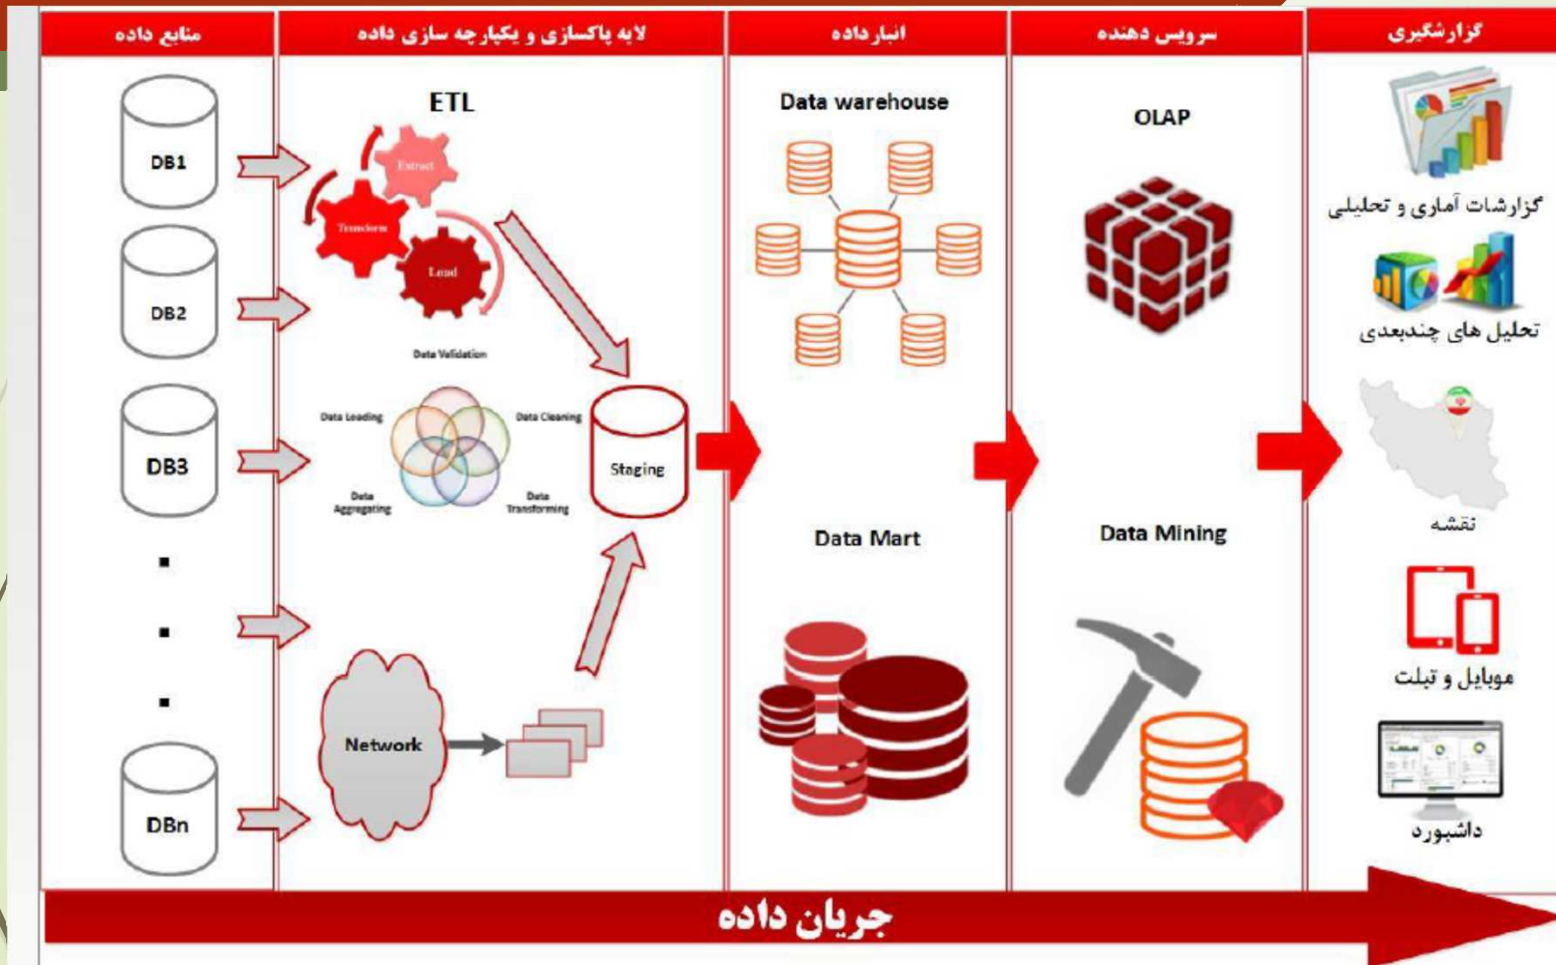 منابع داده
لایه پاکسازی و یکپارچه سازی داده
انبار داده
سرویس دهنده
گزارشگیری
DB1
DB2
DB3
DBn
ETL
Extract
Transform
Load
Data Validation
Data Loading
Data Cleaning
Data
Aggregating
Data
Transforming
Staging
Network
Data warehouse
Data Mart
OLAP
Data Mining
گزارشات آماری و تحلیلی
تحلیل های چندبعدی
نقشه
موبایل و تبلت
داشبورد
جریان داده